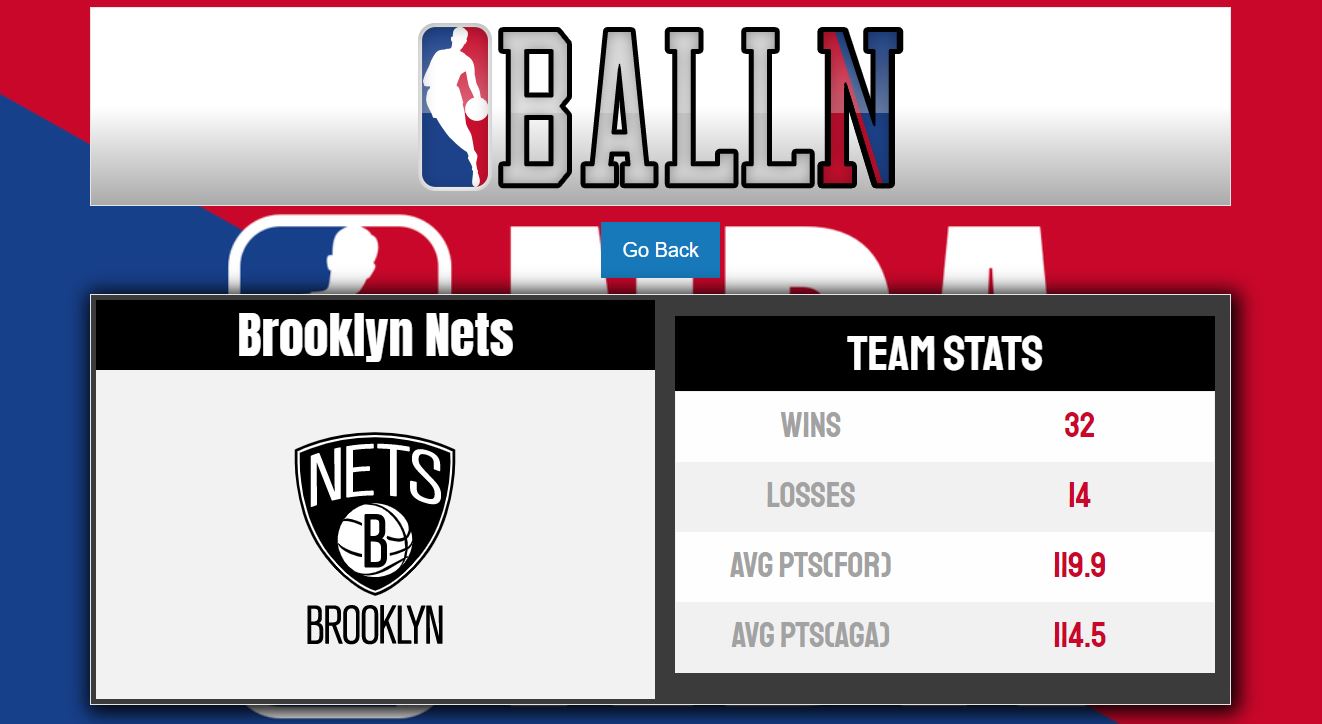 BALLN
NBA
Go Back
Brooklyn Nets
NETS
B
BROOKLYN
TEAM STATS
WINS 32
LOSSES 14
AVG PTS(FOR) 119.9
AVG PTS(AGA) 114.5